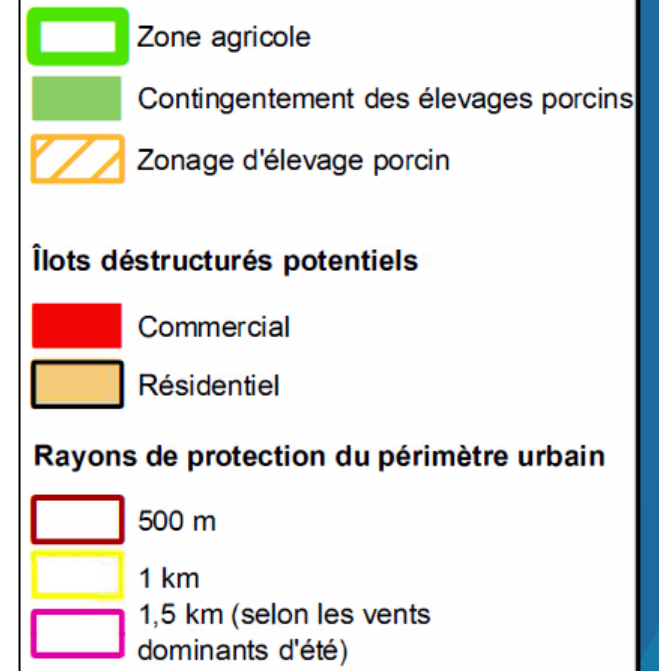 Zone agricole
Contingentement des élevages porcins
Zonage d'élevage porcin
Îlots déstructurés potentiels
Commercial
Résidentiel
Rayons de protection du périmètre urbain
500 m
1 km
1,5 km (selon les vents
dominants d'été)